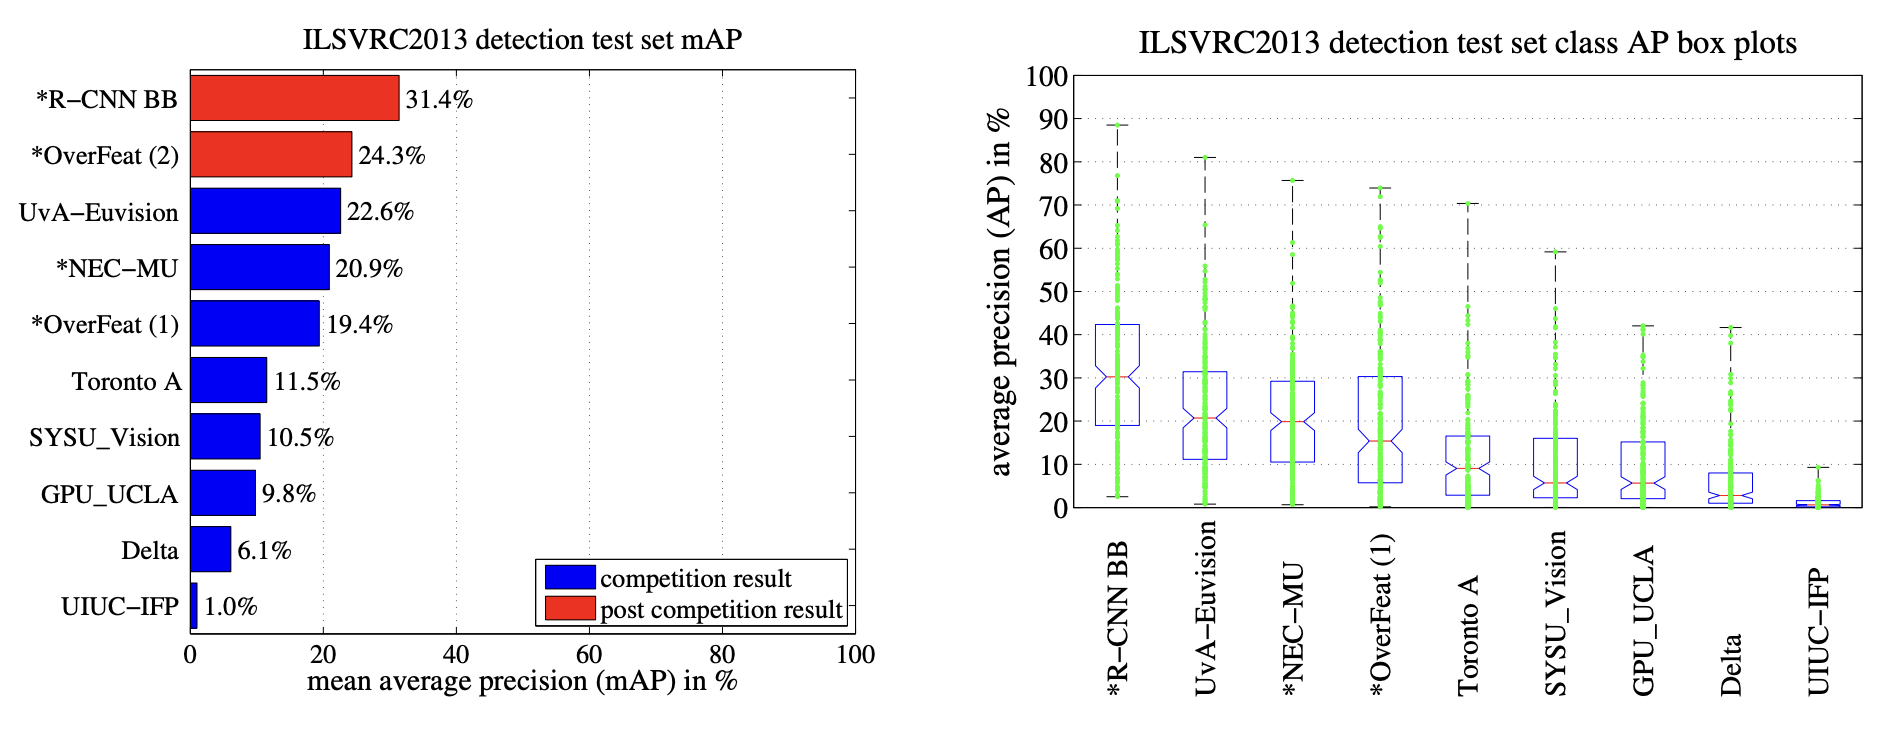 ILSVRC2013 detection test set mAP
*R−CNN BB
31.4%
*OverFeat (2)
24.3%
UvA−Euvision
22.6%
*NEC−MU
20.9%
*OverFeat (1)
19.4%
Toronto A
11.5%
SYSU_Vision
10.5%
GPU_UCLA
9.8%
Delta
6.1%
UIUC−IFP
1.0%
competition result
post competition result
0 20 40 60 80 100
mean average precision (mAP) in %
ILSVRC2013 detection test set class AP box plots
100
90
80
70
60
50
40
30
20
10
0
average precision (AP) in %
*R−CNN BB
UvA−Euvision
*NEC−MU
*OverFeat (1)
Toronto A
SYSU_Vision
GPU_UCLA
Delta
UIUC−IFP